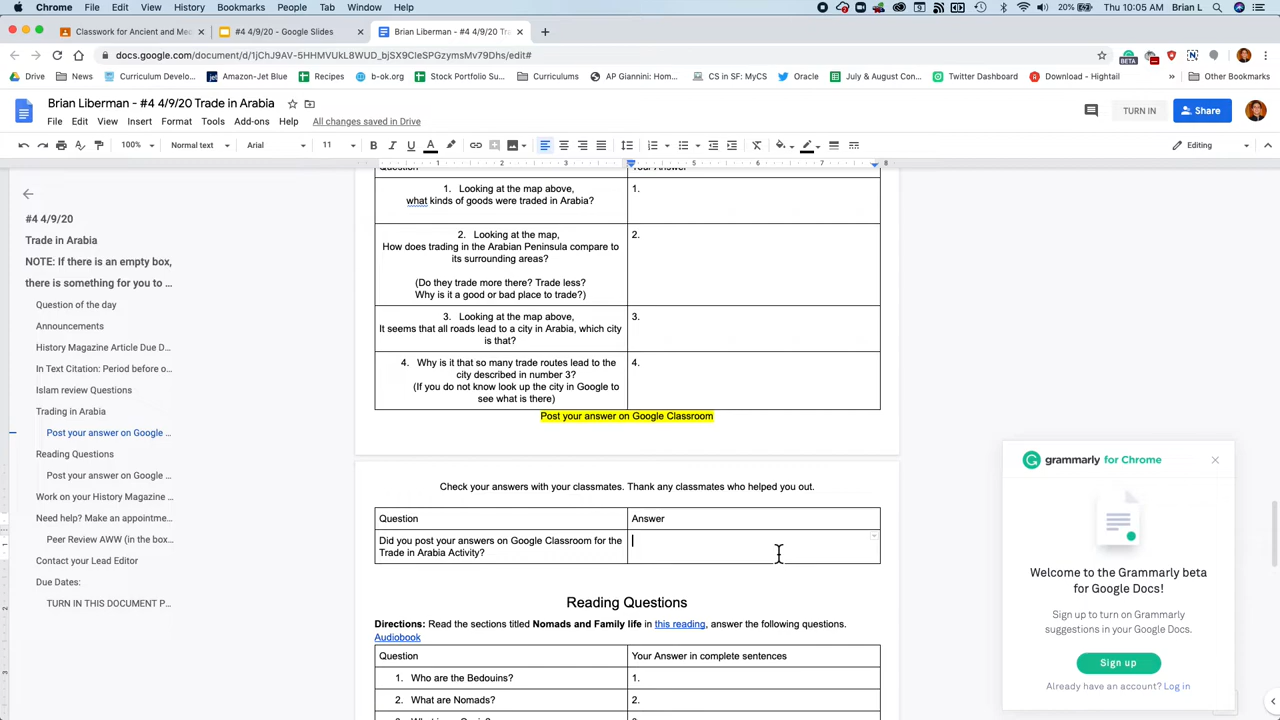 Chrome File Edit View History Bookmarks People Tab Window Help 20% Thu 10:05 AM Brian L
Classwork for Ancient and Me #4 4/9/20 - Google Slides Brian Liberman - #4 4/9/20 T
docs.google.com/document/d/1jChJ9AV-5HHMVUkL8WUD_bjSX9CleSPGzymsMv79Dhs/edit# BETA
Drive News Curriculum Devel... Amazon-Jet Blue Recipes b-ok.org Stock Portfolio Su... Curriculums AP Giannini: Hom... CS in SF: MyCS Oracle July & August Con... Twitter Dashboard Download - Hightail » Other Bookmarks
Brian Liberman - #4 4/9/20 Trade in Arabia
TURN IN Share
File Edit View Insert Format Tools Add-ons Help All changes saved in Drive
100% Normal text Arial 11 B I U A Editing
1 2 3 4 5 6 7 8
Question Your Answer
#4 4/9/20
Trade in Arabia
NOTE: If there is an empty box,
there is something for you to ...
Question of the day
Announcements
History Magazine Article Due D...
In Text Citation: Period before o...
Islam review Questions
Trading in Arabia
Post your answer on Google ...
Reading Questions
Post your answer on Google ...
Work on your History Magazine ...
Need help? Make an appointme...
Peer Review AWW (in the box...
Contact your Lead Editor
Due Dates:
TURN IN THIS DOCUMENT P...
1. Looking at the map above,
what kinds of goods were traded in Arabia?
1.
2. Looking at the map,
How does trading in the Arabian Peninsula compare to
its surrounding areas?
(Do they trade more there? Trade less?
Why is it a good or bad place to trade?)
2.
3. Looking at the map above,
It seems that all roads lead to a city in Arabia, which city
is that?
3.
4. Why is it that so many trade routes lead to the
city described in number 3?
(If you do not know look up the city in Google to
see what is there)
4.
Post your answer on Google Classroom
Check your answers with your classmates. Thank any classmates who helped you out.
Question Answer
Did you post your answers on Google Classroom for the
Trade in Arabia Activity?
Reading Questions
Directions: Read the sections titled Nomads and Family life in this reading, answer the following questions.
Audiobook
Question Your Answer in complete sentences
1. Who are the Bedouins? 1.
2. What are Nomads? 2.
grammarly for Chrome
Welcome to the Grammarly beta
for Google Docs!
Sign up to turn on Grammarly
suggestions in your Google Docs.
Sign up
Already have an account? Log in